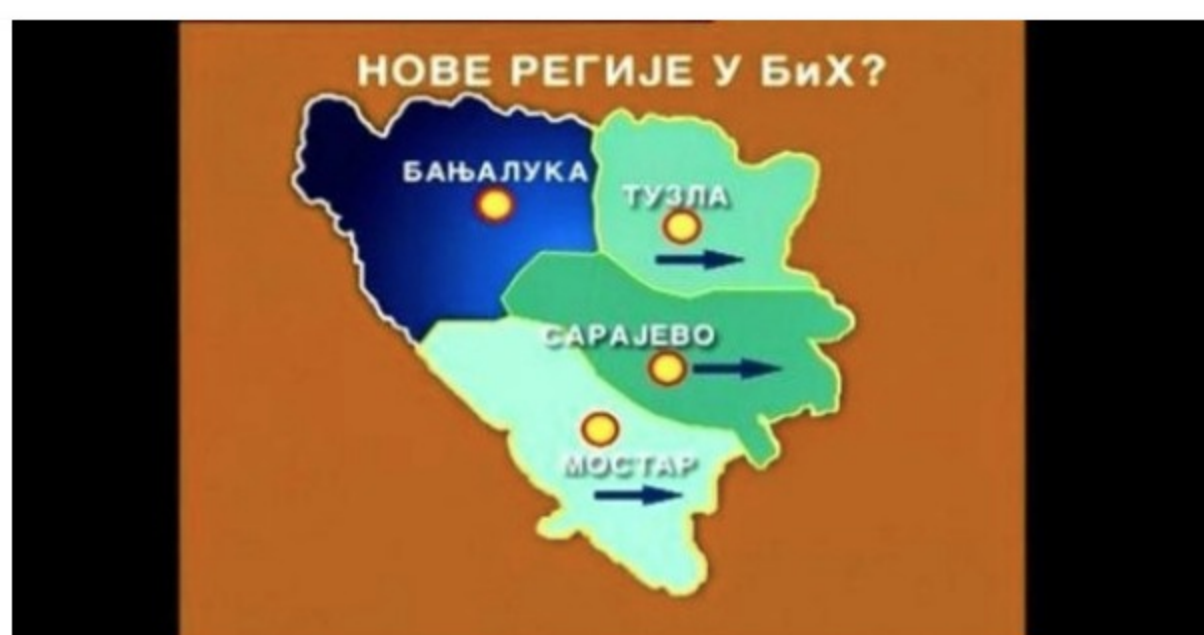 НОВЕ РЕГИЈЕ У БиХ?
БАЊАЛУКА
ТУЗЛА
САРАЈЕВО
МОСТАР